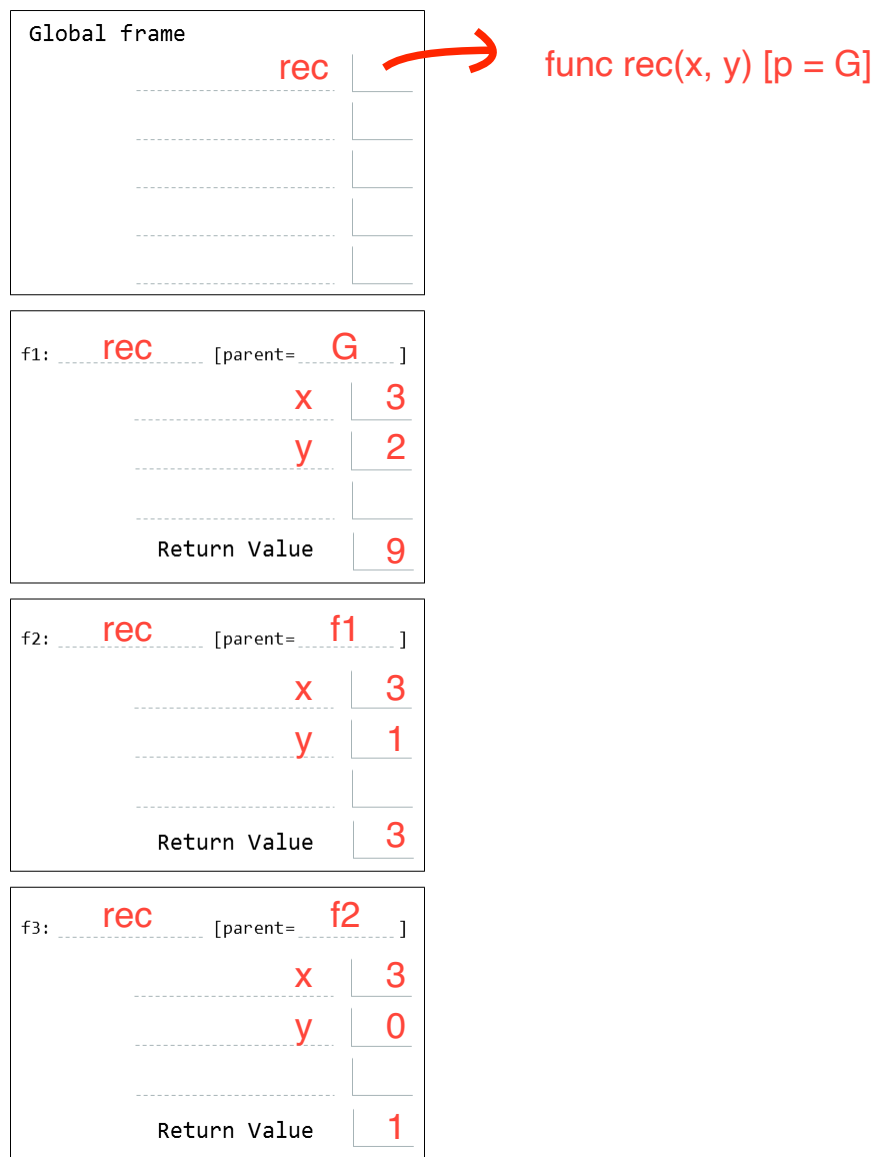 Global frame
rec func rec(x, y) [p = G]
f1: rec [parent= G ]
x 3
y 2
Return Value 9
f2: rec [parent= f1 ]
x 3
y 1
Return Value 3
f3: rec [parent= f2 ]
x 3
y 0
Return Value 1